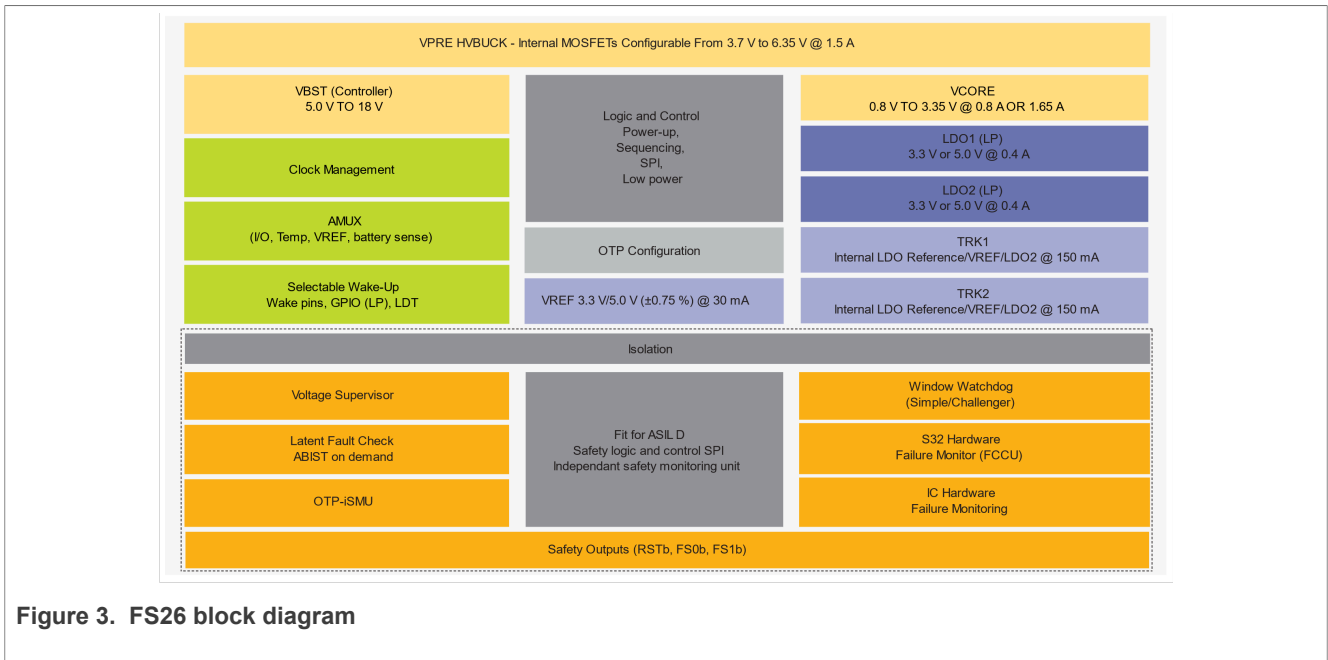 VPRE HVBUCK - Internal MOSFETs Configurable From 3.7 V to 6.35 V @ 1.5 A
VBST (Controller)
5.0 V TO 18 V
Logic and Control
Power-up,
Sequencing,
SPI,
Low power
VCORE
0.8 V TO 3.35 V @ 0.8 A OR 1.65 A
LDO1 (LP)
3.3 V or 5.0 V @ 0.4 A
Clock Management
LDO2 (LP)
3.3 V or 5.0 V @ 0.4 A
AMUX
(I/O, Temp, VREF, battery sense)
OTP Configuration
TRK1
Internal LDO Reference/VREF/LDO2 @ 150 mA
Selectable Wake-Up
Wake pins, GPIO (LP), LDT
VREF 3.3 V/5.0 V (±0.75 %) @ 30 mA
TRK2
Internal LDO Reference/VREF/LDO2 @ 150 mA
Isolation
Voltage Supervisor
Fit for ASIL D
Safety logic and control SPI
Independant safety monitoring unit
Window Watchdog
(Simple/Challenger)
Latent Fault Check
ABIST on demand
S32 Hardware
Failure Monitor (FCCU)
OTP-iSMU
IC Hardware
Failure Monitoring
Safety Outputs (RSTb, FS0b, FS1b)
Figure 3. FS26 block diagram